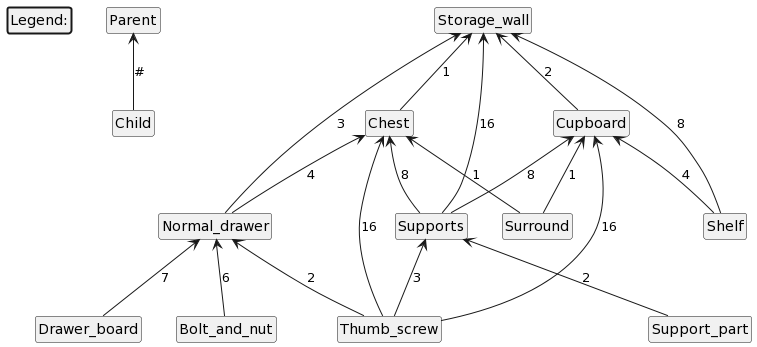 Legend:
Parent
Storage_wall
#
1
2
3
16
8
Child
Chest
Cupboard
4
8
1
8
1
4
Normal_drawer
16
Supports
Surround
16
Shelf
7
6
2
3
2
Drawer_board
Bolt_and_nut
Thumb_screw
Support_part